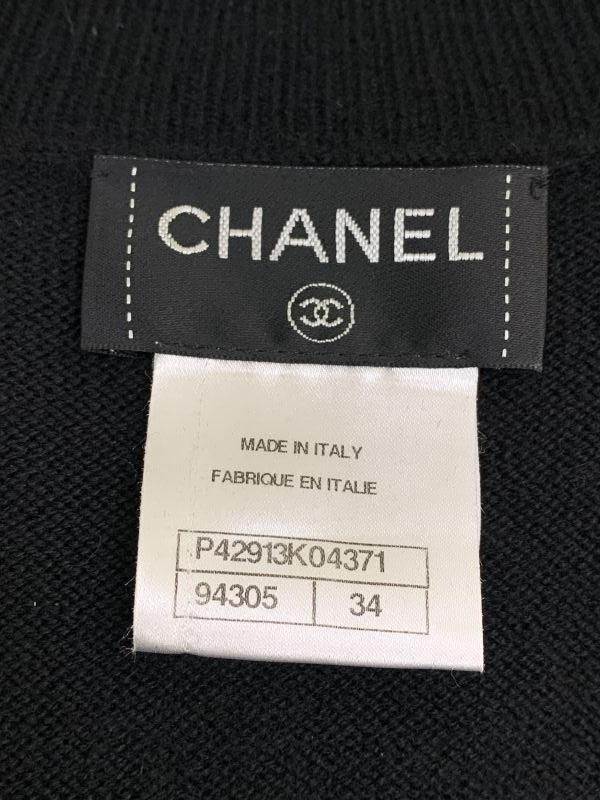 CHANEL
MADE IN ITALY
FABRIQUE EN ITALIE
P42913K04371
94305 34